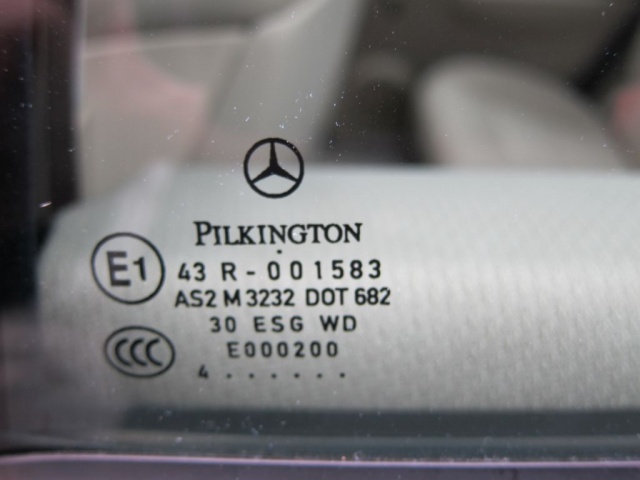 PILKINGTON
E1
43 R - 001583
AS2 M 3232 DOT 682
30 ESG WD
CCC
E000200
4 . . . . . .